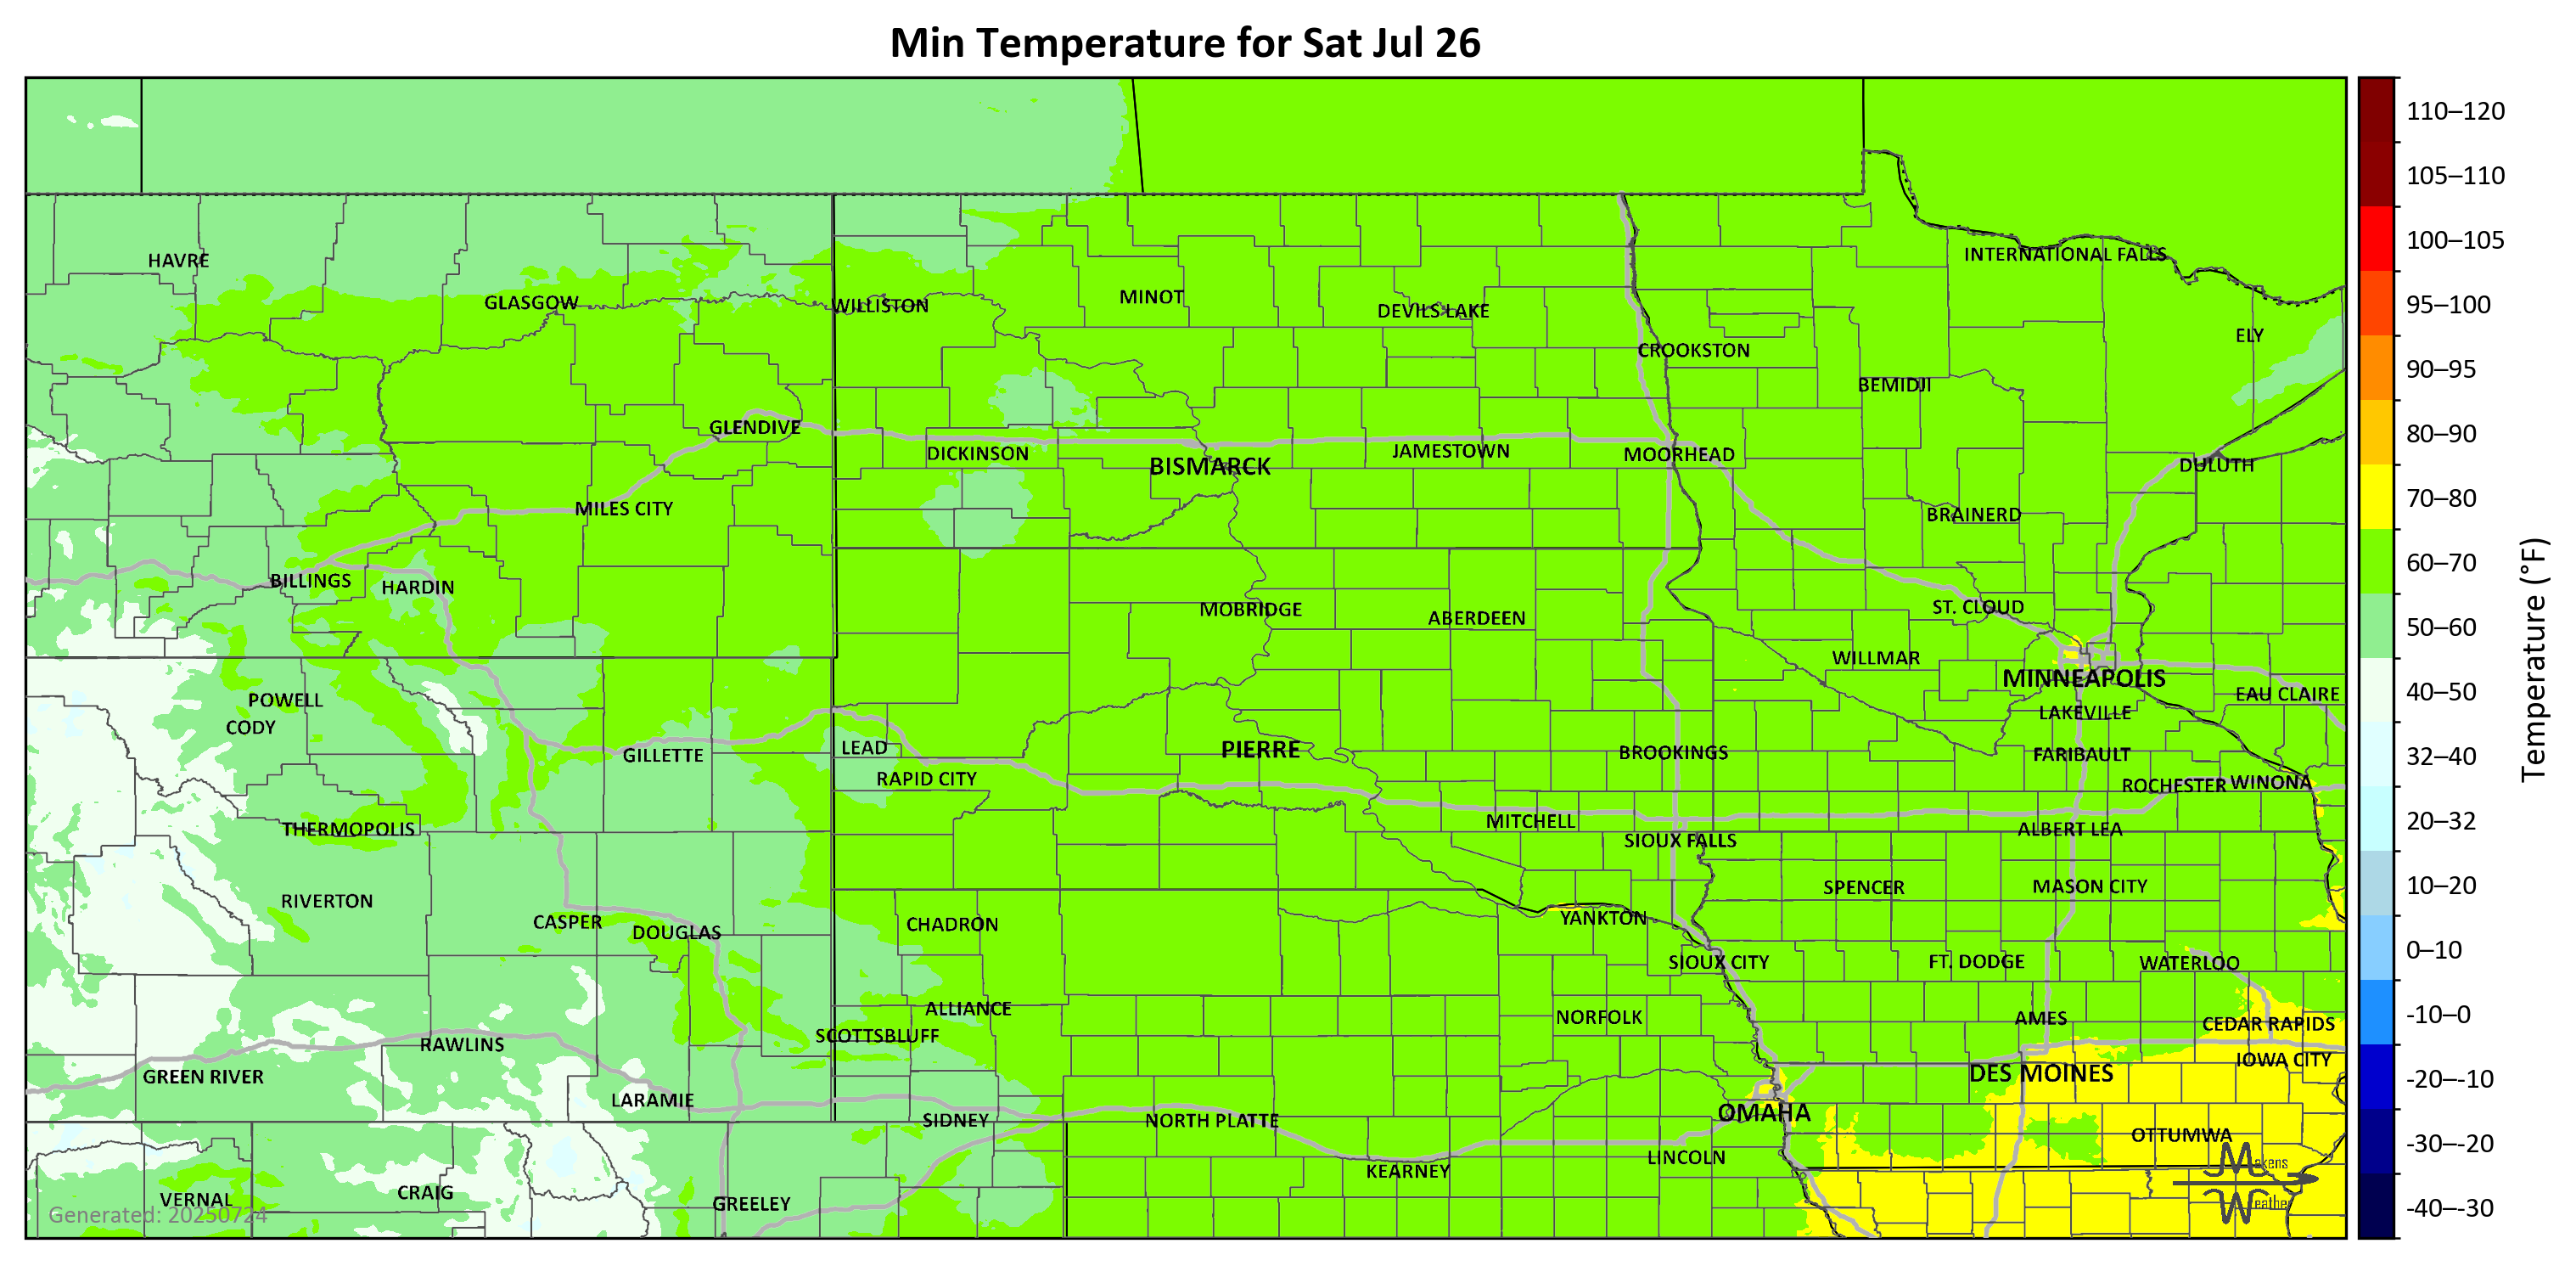 Min Temperature for Sat Jul 26
HAVRE
GLASGOW
WILLISTON
MINOT
DEVILS LAKE
INTERNATIONAL FALLS
ELY
CROOKSTON
BEMIDJI
GLENDIVE
DICKINSON
BISMARCK
JAMESTOWN
MOORHEAD
DULUTH
MILES CITY
BRAINERD
BILLINGS
HARDIN
MOBRIDGE
ABERDEEN
ST. CLOUD
WILLMAR
MINNEAPOLIS
EAU CLAIRE
POWELL
CODY
LAKEVILLE
GILLETTE
LEAD
PIERRE
BROOKINGS
FARIBAULT
RAPID CITY
ROCHESTER
WINONA
THERMOPOLIS
MITCHELL
SIOUX FALLS
ALBERT LEA
RIVERTON
SPENCER
MASON CITY
CASPER
DOUGLAS
CHADRON
YANKTON
SIOUX CITY
FT. DODGE
WATERLOO
ALLIANCE
NORFOLK
AMES
CEDAR RAPIDS
SCOTTSBLUFF
RAWLINS
IOWA CITY
GREEN RIVER
DES MOINES
LARAMIE
SIDNEY
NORTH PLATTE
OMAHA
OTTUMWA
KEARNEY
LINCOLN
VERNAL
CRAIG
GREELEY
Generated: 20250724
Makens
Weather
110–120
105–110
100–105
95–100
90–95
80–90
70–80
60–70
50–60
40–50
32–40
20–32
10–20
0–10
-10–0
-20–-10
-30–-20
-40–-30
Temperature (°F)